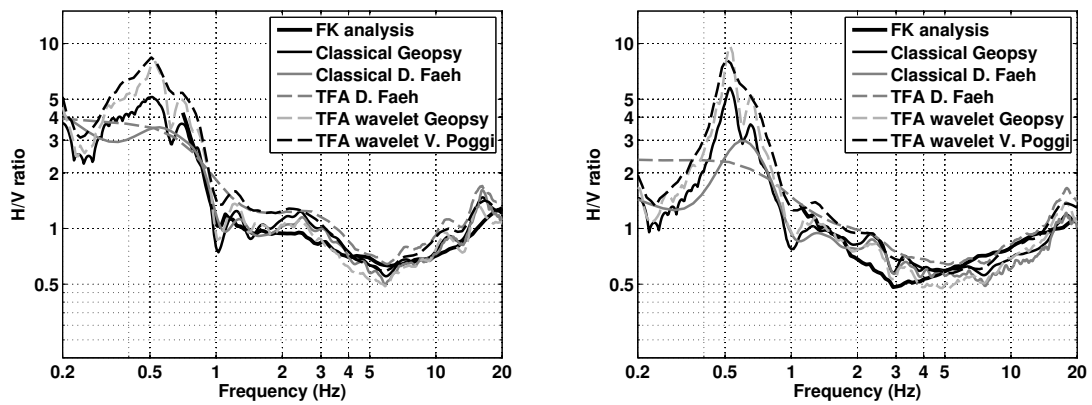 10
5
4
3
2
1
0.5
H/V ratio
0.2 0.5 1 2 3 4 5 10 20
Frequency (Hz)
FK analysis
Classical Geopsy
Classical D. Faeh
TFA D. Faeh
TFA wavelet Geopsy
TFA wavelet V. Poggi
10
5
4
3
2
1
0.5
H/V ratio
0.2 0.5 1 2 3 4 5 10 20
Frequency (Hz)
FK analysis
Classical Geopsy
Classical D. Faeh
TFA D. Faeh
TFA wavelet Geopsy
TFA wavelet V. Poggi